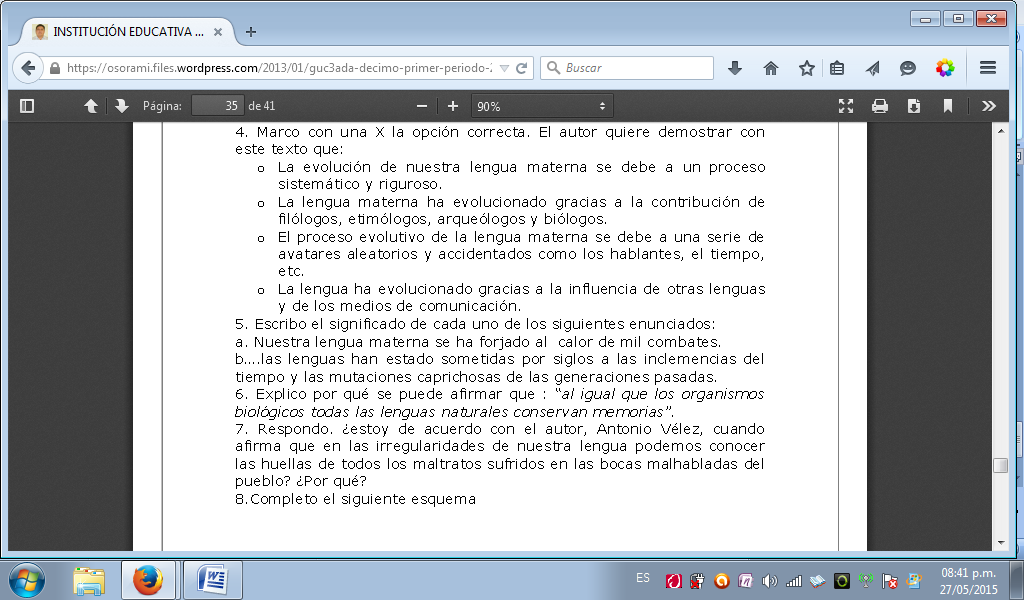 INSTITUCIÓN EDUCATIVA ...
https://osorami.files.wordpress.com/2013/01/guc3ada-decimo-primer-periodo-2
Buscar
Página: 35 de 41
90%
4. Marco con una X la opción correcta. El autor quiere demostrar con
este texto que:
o La evolución de nuestra lengua materna se debe a un proceso
sistemático y riguroso.
o La lengua materna ha evolucionado gracias a la contribución de
filólogos, etimólogos, arqueólogos y biólogos.
o El proceso evolutivo de la lengua materna se debe a una serie de
avatares aleatorios y accidentados como los hablantes, el tiempo,
etc.
o La lengua ha evolucionado gracias a la influencia de otras lenguas
y de los medios de comunicación.
5. Escribo el significado de cada uno de los siguientes enunciados:
a. Nuestra lengua materna se ha forjado al calor de mil combates.
b....las lenguas han estado sometidas por siglos a las inclemencias del
tiempo y las mutaciones caprichosas de las generaciones pasadas.
6. Explico por qué se puede afirmar que : “al igual que los organismos
biológicos todas las lenguas naturales conservan memorias”.
7. Respondo. ¿estoy de acuerdo con el autor, Antonio Vélez, cuando
afirma que en las irregularidades de nuestra lengua podemos conocer
las huellas de todos los maltratos sufridos en las bocas malhabladas del
pueblo? ¿Por qué?
8.Completo el siguiente esquema
ES
08:41 p.m.
27/05/2015